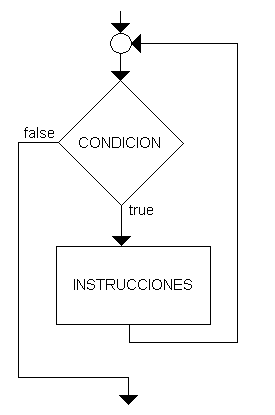 CONDICION
false
true
INSTRUCCIONES